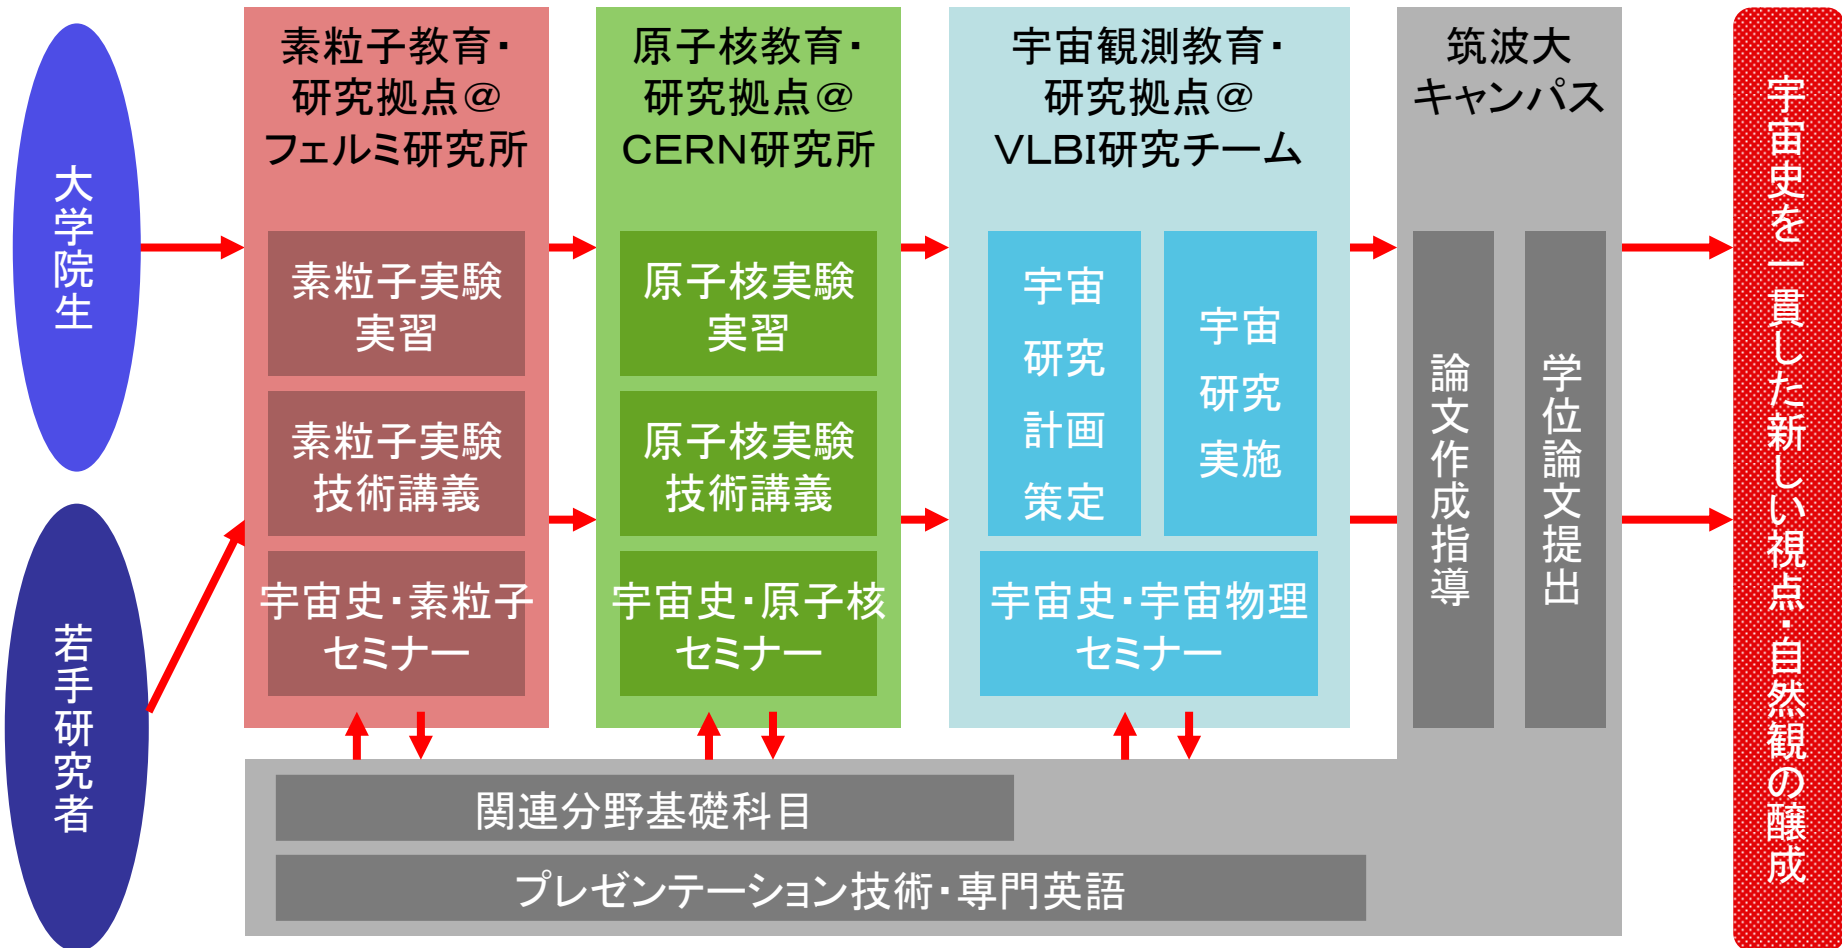 大学院生
若手研究者
素粒子教育・
研究拠点＠
フェルミ研究所
素粒子実験
実習
素粒子実験
技術講義
宇宙史・素粒子
セミナー
原子核教育・
研究拠点＠
CERN研究所
原子核実験
実習
原子核実験
技術講義
宇宙史・原子核
セミナー
宇宙観測教育・
研究拠点＠
VLBI研究チーム
宇宙
研究
計画
策定
宇宙
研究
実施
宇宙史・宇宙物理
セミナー
筑波大
キャンパス
論文作成指導
学位論文提出
関連分野基礎科目
プレゼンテーション技術・専門英語
宇宙史を一貫した新しい視点・自然観の醸成